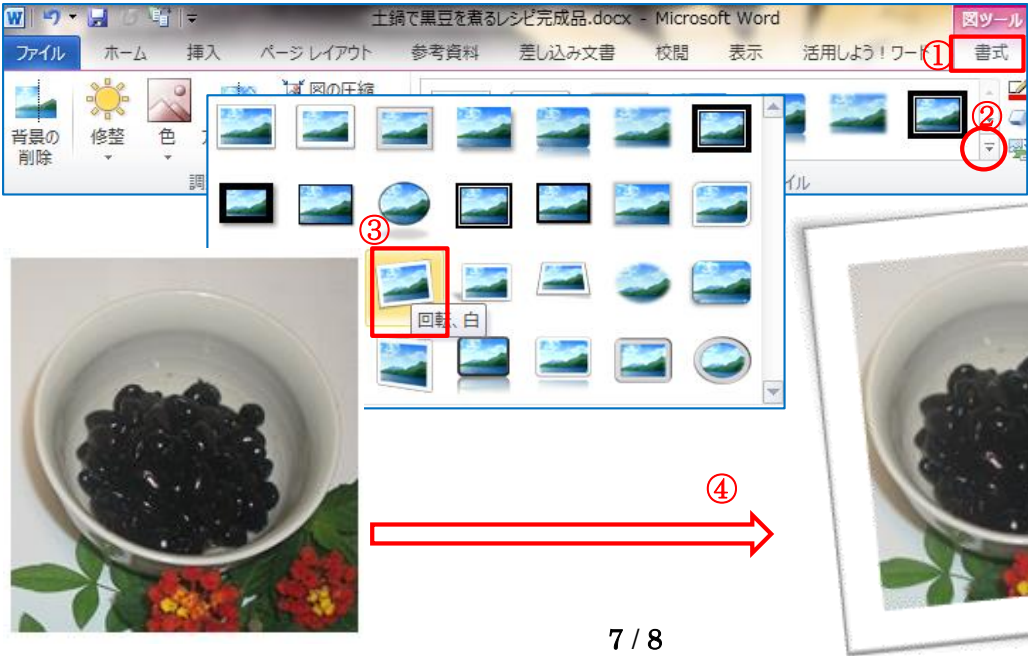 土鍋で黒豆を煮るレシピ完成品.docx - Microsoft Word
図ツール
ファイル ホーム 挿入 ページ レイアウト 参考資料 差し込み文書 校閲 表示 活用しよう!ワード ① 書式
図の圧縮
②
背景の
削除
修整
色
調
イル
③
回転、白
④
7 / 8